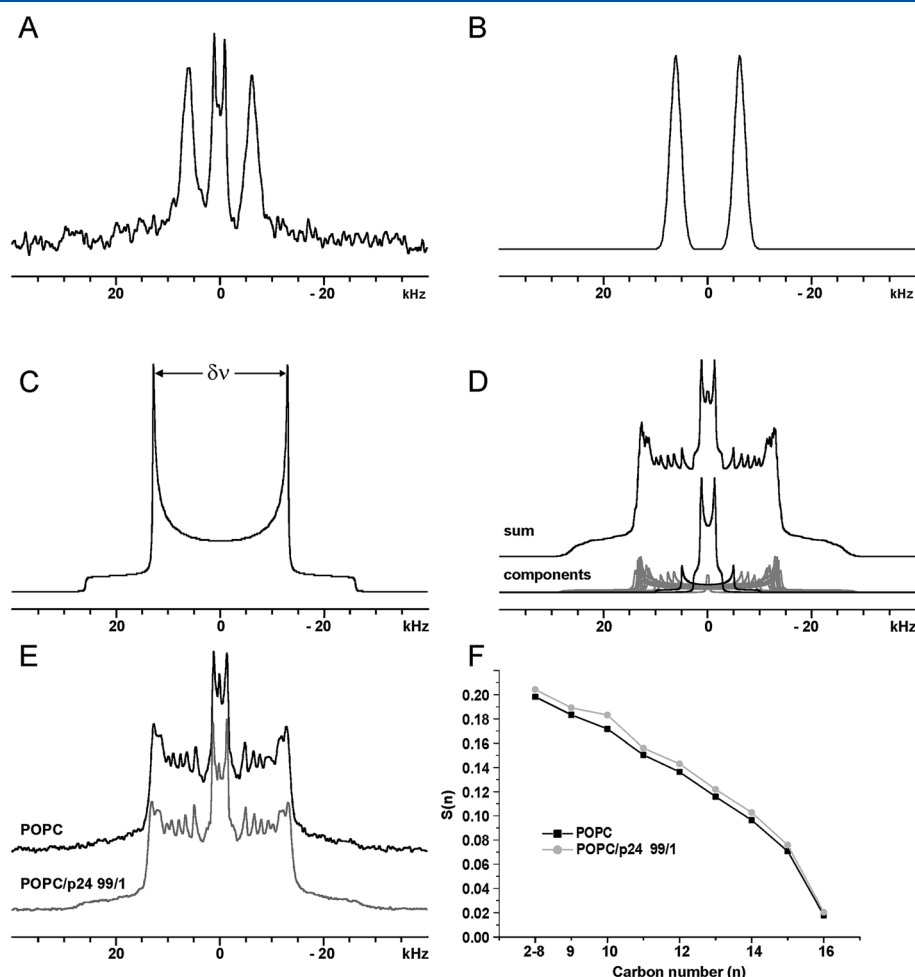 A
B
20 0 - 20 kHz
20 0 - 20 kHz
C
δν
D
sum
components
20 0 - 20 kHz
20 0 - 20 kHz
E
POPC
POPC/p24 99/1
20 0 - 20 kHz
F
S(n)
0.20
0.18
0.16
0.14
0.12
0.10
0.08
0.06
0.04
0.02
0.00
POPC
POPC/p24 99/1
2-8 9 10 12 14 16
Carbon number (n)